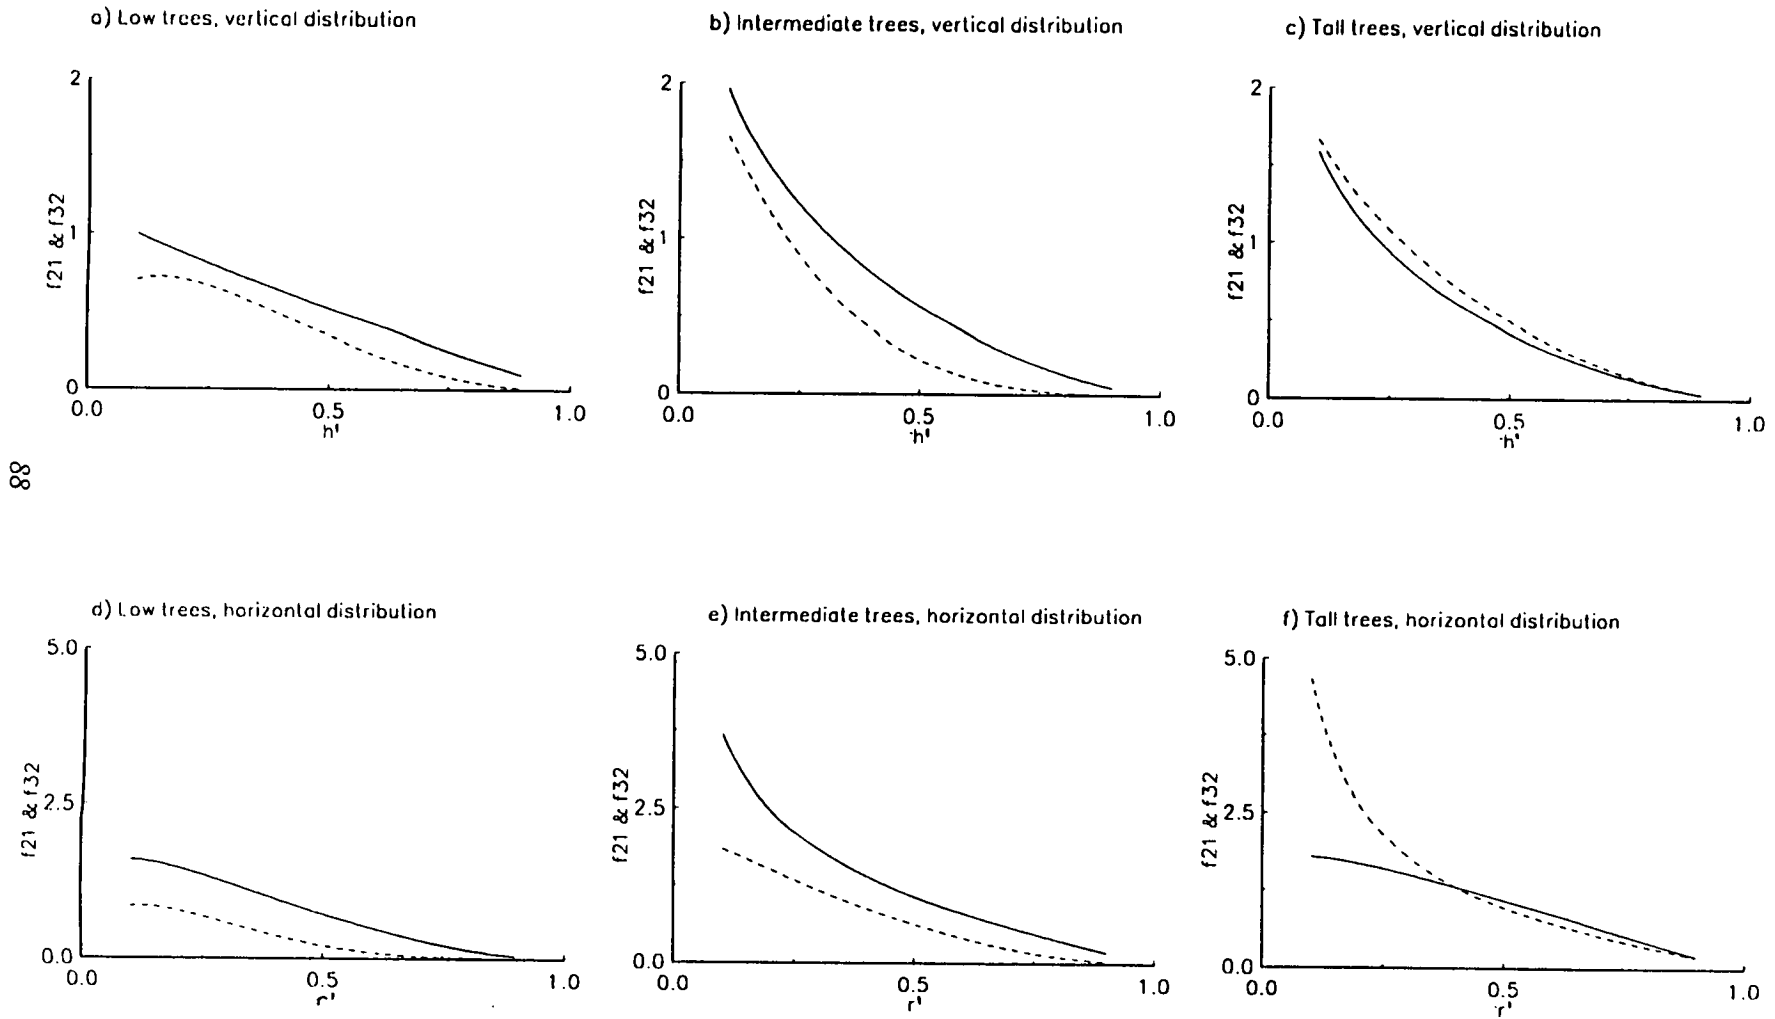 a) Low trees, vertical distribution
b) Intermediate trees, vertical distribution
c) Tall trees, vertical distribution
2
1
0
f21 & f32
0.0
0.5
1.0
h'
2
1
0
f21 & f32
0.0
0.5
1.0
h'
2
1
0
f21 & f32
0.0
0.5
1.0
h'
88
d) Low trees, horizontal distribution
e) Intermediate trees, horizontal distribution
f) Tall trees, horizontal distribution
5.0
2.5
0.0
f21 & f32
0.0
0.5
1.0
r'
5.0
2.5
0.0
f21 & f32
0.0
0.5
1.0
r'
5.0
2.5
0.0
f21 & f32
0.0
0.5
1.0
r'